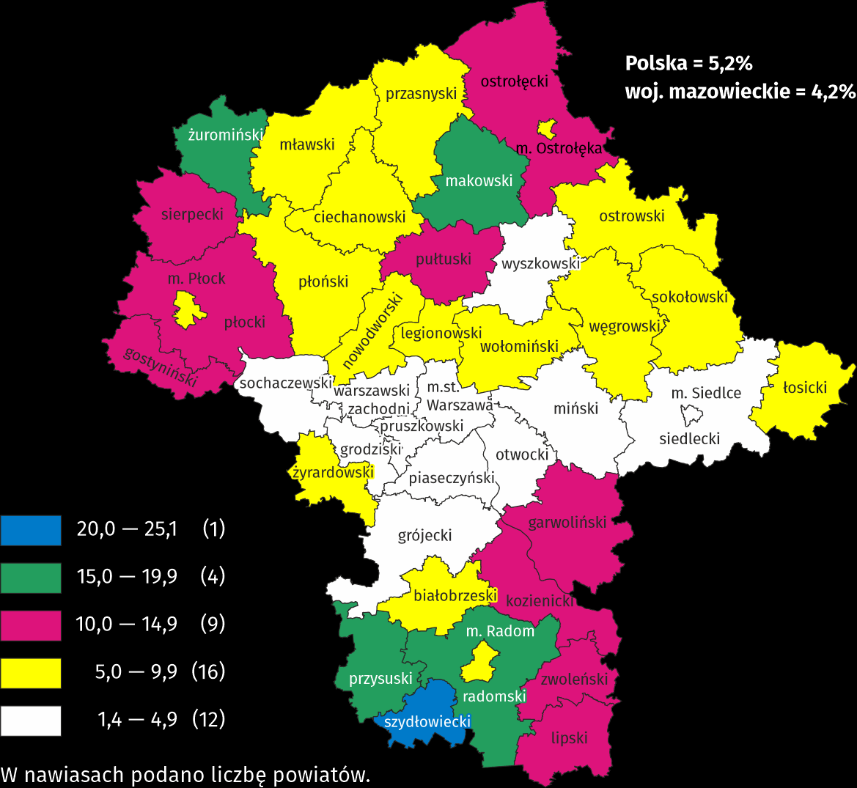 Polska = 5,2%
woj. mazowieckie = 4,2%
ostrołęcki
przasnyski
żuromiński
mławski
m. Ostrołęka
makowski
sierpecki
ciechanowski
ostrowski
pułtuski
wyszkowski
m. Płock
płoński
sokołowski
płocki
nowodworski
legionowski
węgrowski
wołomiński
gostyniński
sochaczewski
warszawski
zachodni
m.st.
Warszawa
m. Siedlce
łosicki
miński
pruszkowski
siedlecki
grodziski
otwocki
żyrardowski
piaseczyński
garwoliński
grójecki
białobrzeski
kozienicki
m. Radom
przysuski
zwoleński
radomski
szydłowiecki
lipski
20,0 — 25,1 (1)
15,0 — 19,9 (4)
10,0 — 14,9 (9)
5,0 — 9,9 (16)
1,4 — 4,9 (12)
W nawiasach podano liczbę powiatów.